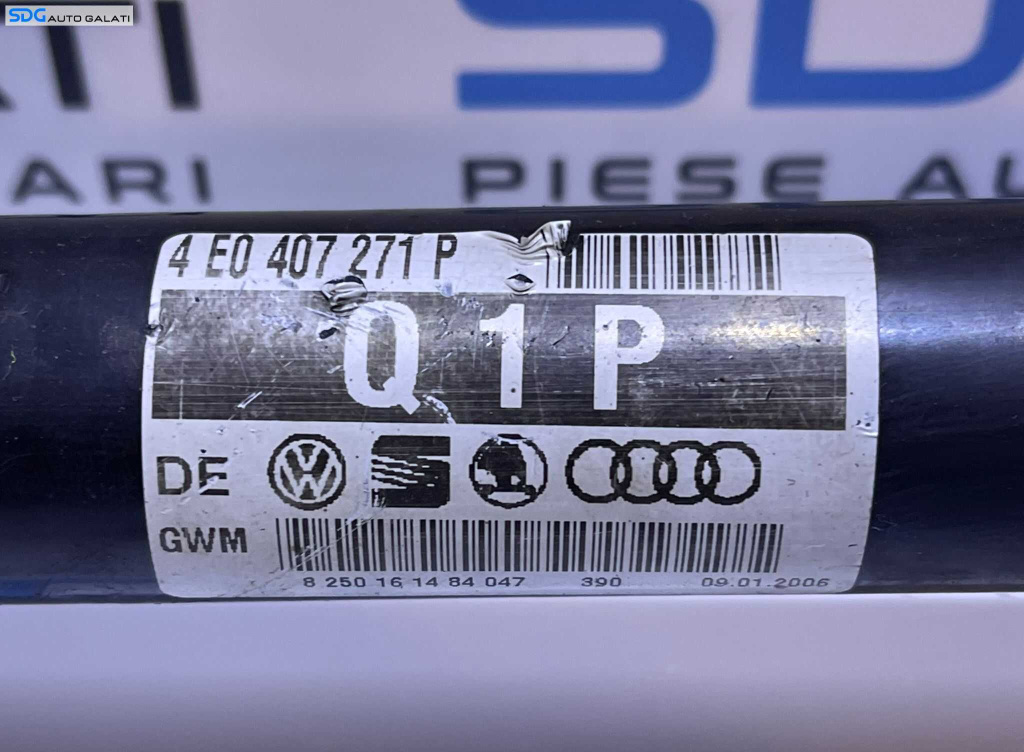 SDG AUTO GALATI
ATI SD
ARI PIESE AU
4 E0 407 271 P
Q 1 P
DE
GWM
8 250 16 14 84 047 390 09.01.2006